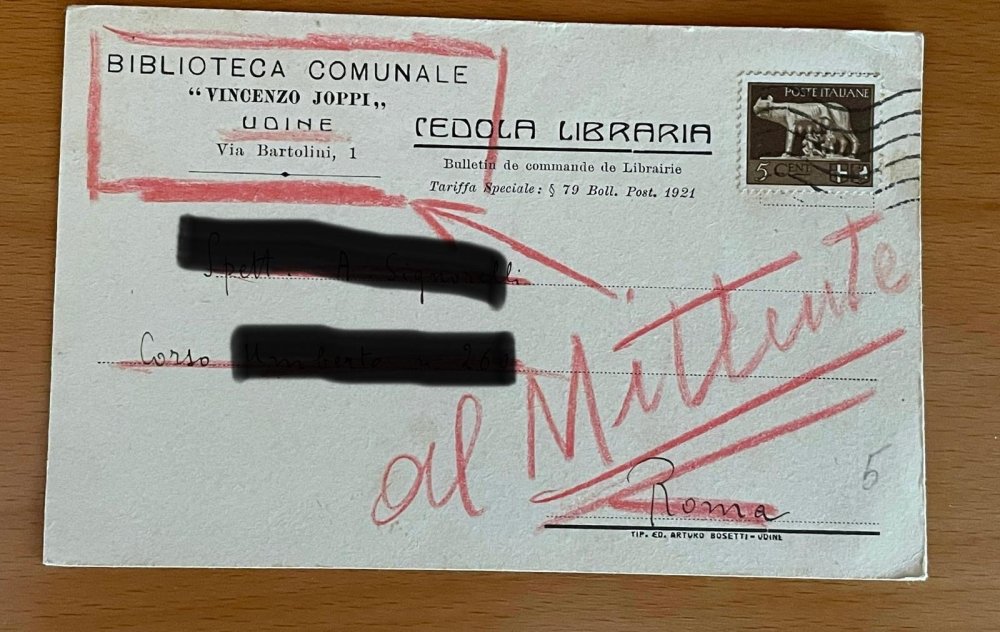 BIBLIOTECA COMUNALE
“VINCENZO JOPPI„
UDINE
Via Bartolini, 1
CEDOLA LIBRARIA
Bulletin de commande de Librairie
Tariffa Speciale: § 79 Boll. Post. 1921
POSTE ITALIANE
5 CENT
Corso
al Mittente
Roma
5
TIP. ED. ARTURO BOSETTI - UDINE